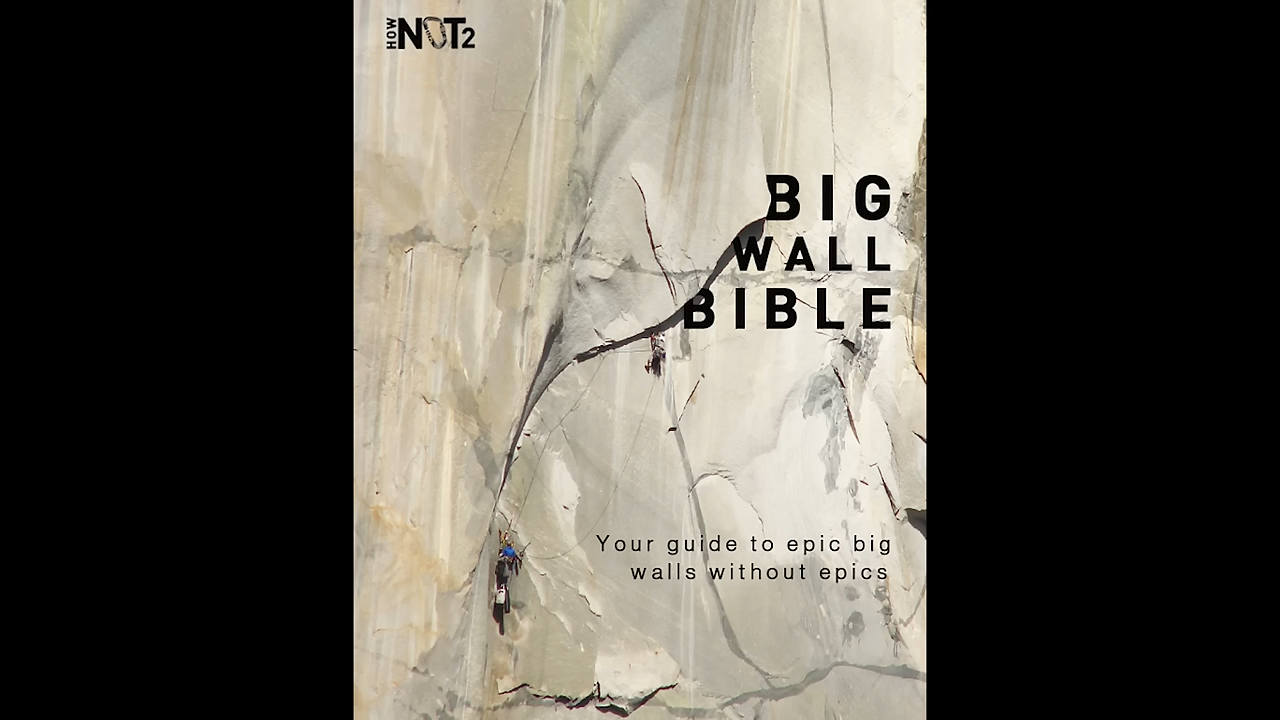 HOW NOT2
BIG
WALL
BIBLE
Your guide to epic big
walls without epics